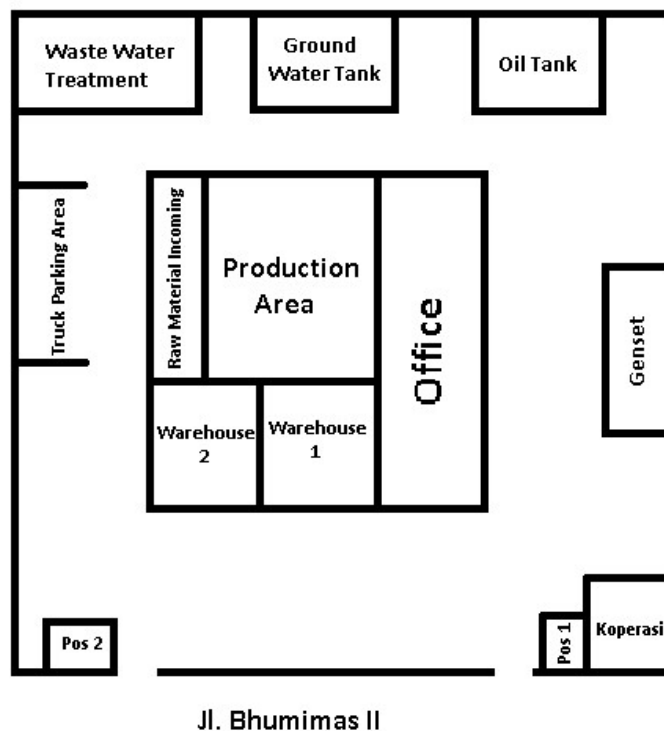 Waste Water
Treatment
Ground
Water Tank
Oil Tank
Truck Parking Area
Raw Material Incoming
Production
Area
Office
Genset
Warehouse
2
Warehouse
1
Pos 2
Pos 1
Koperasi
Jl. Bhumimas II